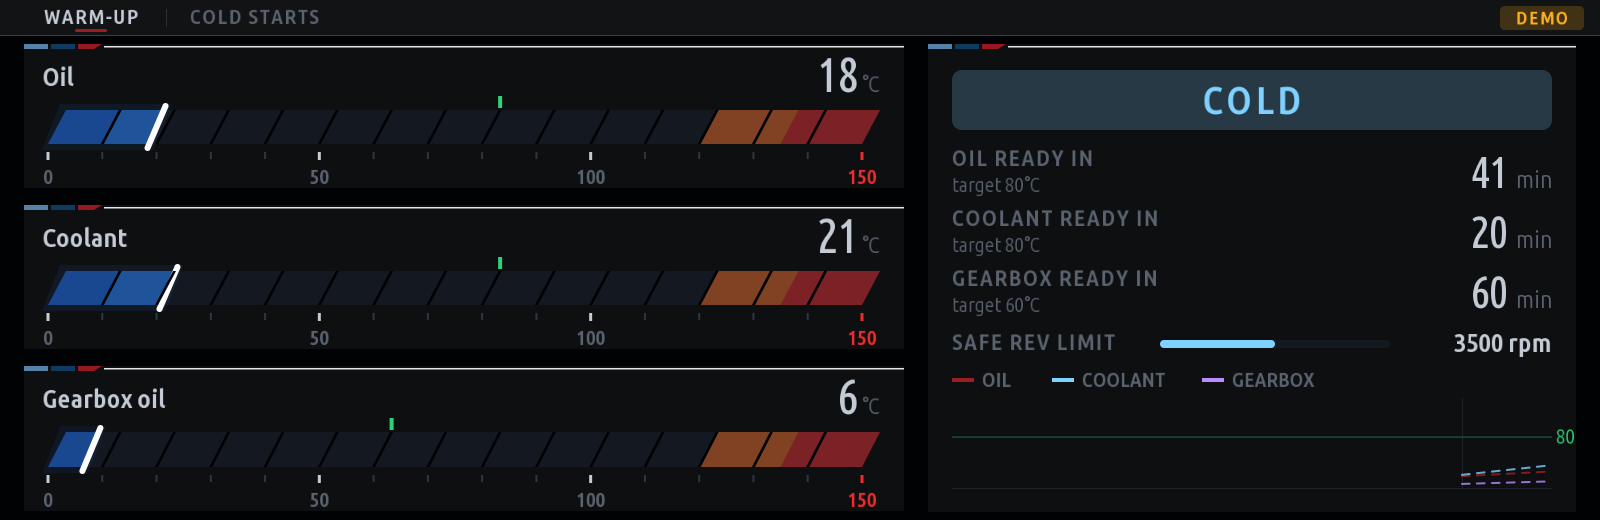 WARM-UP
COLD STARTS
DEMO
Oil
18 °C
0 50 100 150
Coolant
21 °C
0 50 100 150
Gearbox oil
6 °C
0 50 100 150
COLD
OIL READY IN
target 80°C
41 min
COOLANT READY IN
target 80°C
20 min
GEARBOX READY IN
target 60°C
60 min
SAFE REV LIMIT
3500 rpm
OIL COOLANT GEARBOX
80